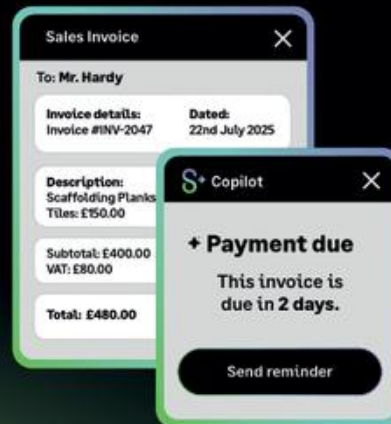 Sales Invoice
To: Mr. Hardy
Invoice details:
Invoice #INV-2047
Dated:
22nd July 2025
Description:
Scaffolding Planks
Tiles: £150.00
Subtotal: £400.00
VAT: £80.00
Total: £480.00
Copilot
+ Payment due
This invoice is
due in 2 days.
Send reminder